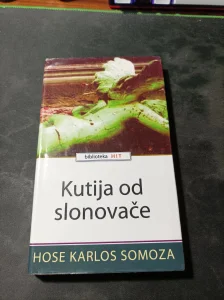 biblioteka HIT
Kutija od
slonovače
HOSE KARLOS SOMOZA